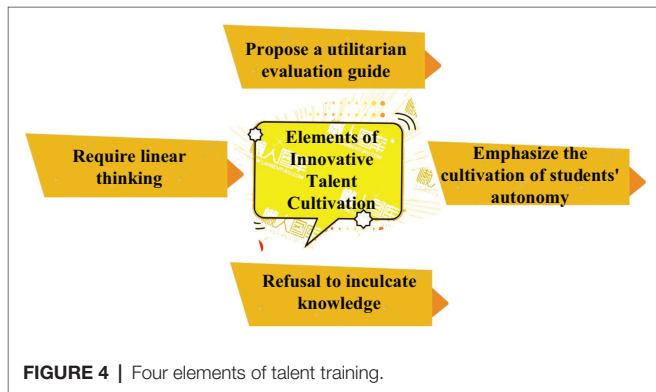 Propose a utilitarian
evaluation guide
Require linear
thinking
Elements of
Innovative
Talent
Cultivation
Emphasize the
cultivation of students'
autonomy
Refusal to inculcate
knowledge
FIGURE 4 | Four elements of talent training.